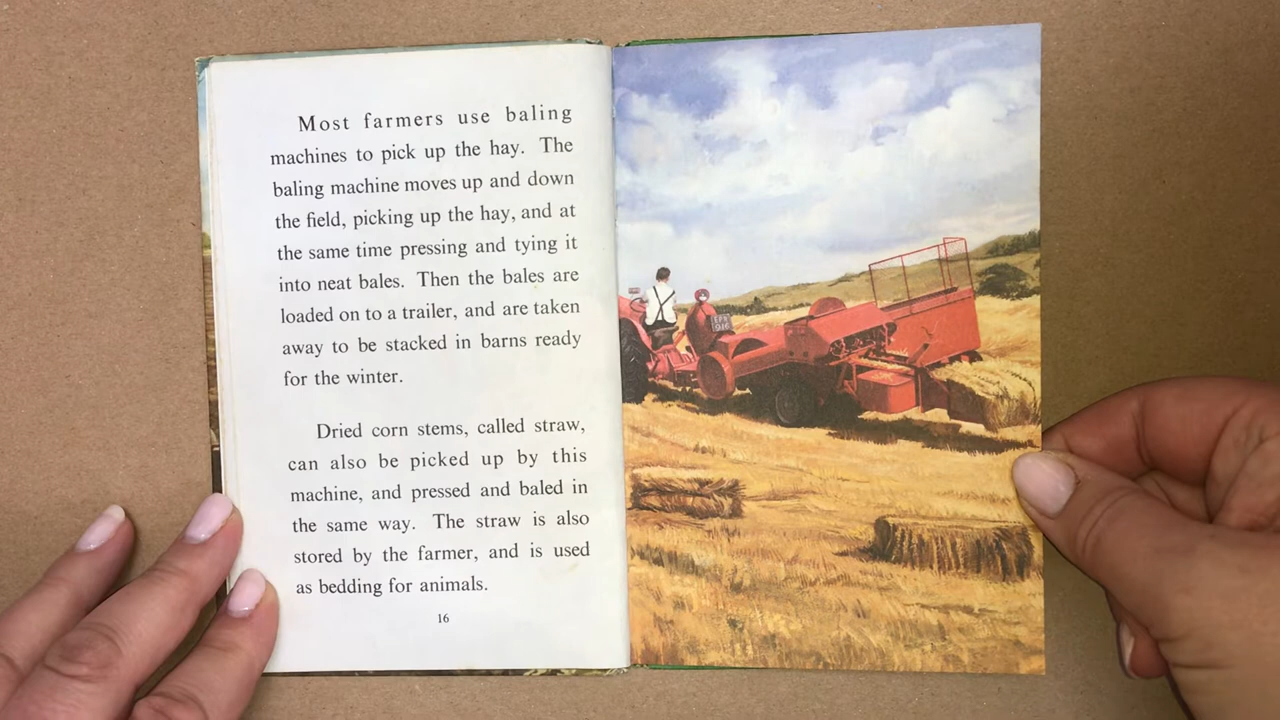 Most farmers use baling
machines to pick up the hay. The
baling machine moves up and down
the field, picking up the hay, and at
the same time pressing and tying it
into neat bales. Then the bales are
loaded on to a trailer, and are taken
away to be stacked in barns ready
for the winter.
Dried corn stems, called straw,
can also be picked up by this
machine, and pressed and baled in
the same way. The straw is also
stored by the farmer, and is used
as bedding for animals.
16